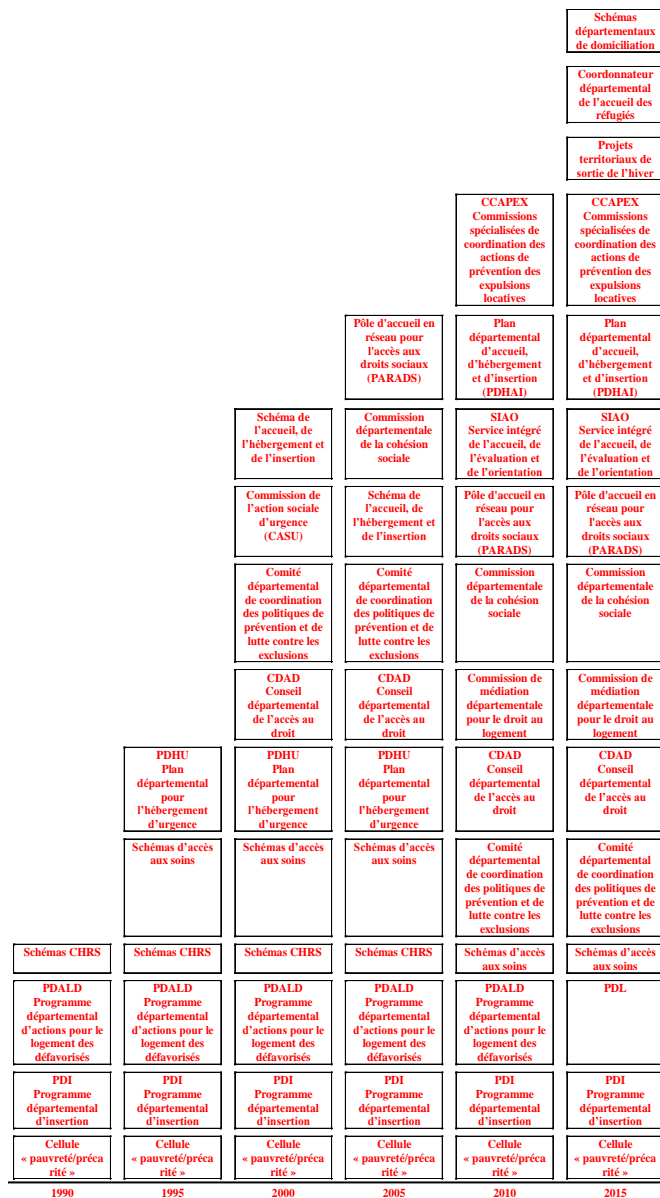 Schémas
départementaux
de domiciliation
Coordonnateur
départemental
de l’accueil des
réfugiés
Projets
territoriaux de
sortie de l’hiver
CCAPEX
Commissions
spécialisées de
coordination des
actions de
prévention des
expulsions
locatives
CCAPEX
Commissions
spécialisées de
coordination des
actions de
prévention des
expulsions
locatives
Pôle d'accueil en
réseau pour
l'accès aux
droits sociaux
(PARADS)
Plan
départemental
d’accueil,
d’hébergement
et d’insertion
(PDHAI)
Plan
départemental
d’accueil,
d’hébergement
et d’insertion
(PDHAI)
Schéma de
l’accueil, de
l’hébergement et
de l’insertion
Commission
départementale
de la cohésion
sociale
SIAO
Service intégré
de l’accueil, de
l’évaluation et
de l’orientation
SIAO
Service intégré
de l’accueil, de
l’évaluation et
de l’orientation
Commission de
l’action sociale
d’urgence
(CASU)
Schéma de
l’accueil, de
l’hébergement et
de l’insertion
Pôle d’accueil en
réseau pour
l'accès aux
droits sociaux
(PARADS)
Pôle d’accueil en
réseau pour
l'accès aux
droits sociaux
(PARADS)
Comité
départemental
de coordination
des politiques de
prévention et de
lutte contre les
exclusions
Comité
départemental
de coordination
des politiques de
prévention et de
lutte contre les
exclusions
Commission
départementale
de la cohésion
sociale
Commission
départementale
de la cohésion
sociale
CDAD
Conseil
départemental
de l’accès au
droit
CDAD
Conseil
départemental
de l’accès au
droit
Commission de
médiation
départementale
pour le droit au
logement
Commission de
médiation
départementale
pour le droit au
logement
PDHU
Plan
départemental
pour
l’hébergement
d’urgence
PDHU
Plan
départemental
pour
l’hébergement
d’urgence
PDHU
Plan
départemental
pour
l’hébergement
d’urgence
CDAD
Conseil
départemental
de l’accès au
droit
CDAD
Conseil
départemental
de l’accès au
droit
Schémas d’accès
aux soins
Schémas d’accès
aux soins
Schémas d’accès
aux soins
Comité
départemental
de coordination
des politiques de
prévention et de
lutte contre les
exclusions
Comité
départemental
de coordination
des politiques de
prévention et de
lutte contre les
exclusions
Schémas CHRS
Schémas CHRS
Schémas CHRS
Schémas CHRS
Schémas d’accès
aux soins
Schémas d’accès
aux soins
PDALD
Programme
départemental
d’actions pour le
logement des
défavorisés
PDALD
Programme
départemental
d’actions pour le
logement des
défavorisés
PDALD
Programme
départemental
d’actions pour le
logement des
défavorisés
PDALD
Programme
départemental
d’actions pour le
logement des
défavorisés
PDALD
Programme
départemental
d’actions pour le
logement des
défavorisés
PDL
PDI
Programme
départemental
d’insertion
PDI
Programme
départemental
d’insertion
PDI
Programme
départemental
d’insertion
PDI
Programme
départemental
d’insertion
PDI
Programme
départemental
d’insertion
PDI
Programme
départemental
d’insertion
Cellule
« pauvreté/préca
rité »
Cellule
« pauvreté/préca
rité »
Cellule
« pauvreté/préca
rité »
Cellule
« pauvreté/préca
rité »
Cellule
« pauvreté/préca
rité »
Cellule
« pauvreté/préca
rité »
1990
1995
2000
2005
2010
2015